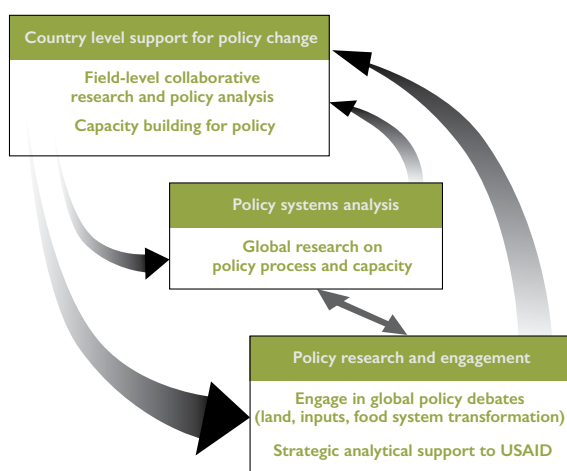 Country level support for policy change
Field-level collaborative
research and policy analysis
Capacity building for policy
Policy systems analysis
Global research on
policy process and capacity
Policy research and engagement
Engage in global policy debates
(land, inputs, food system transformation)
Strategic analytical support to USAID